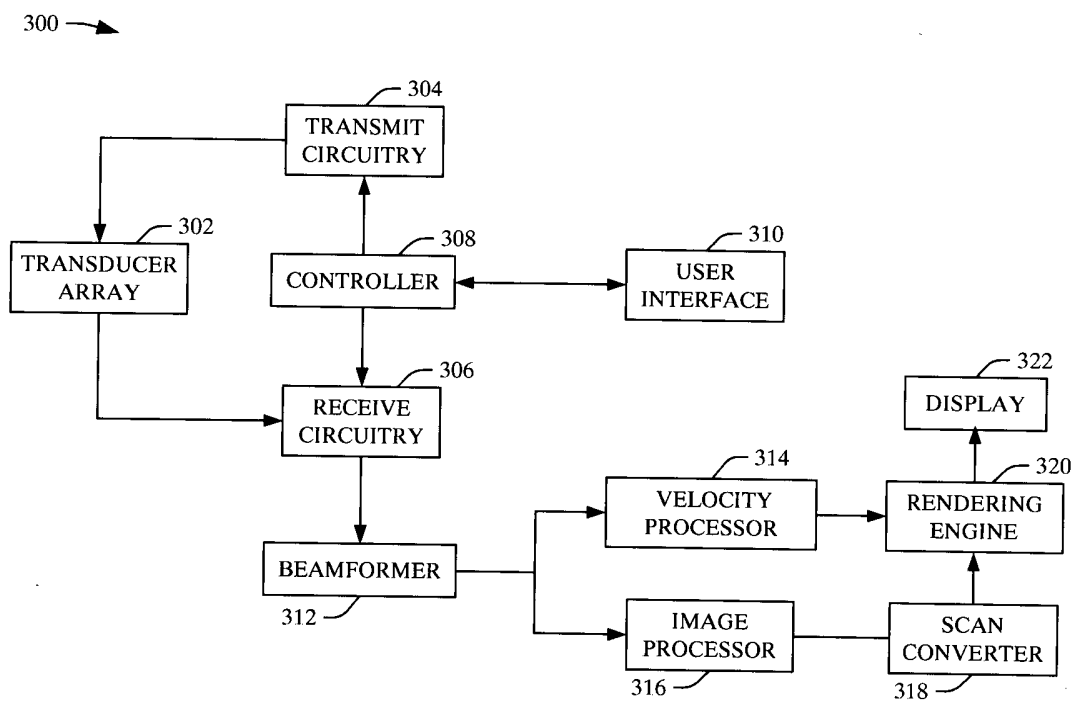 300
304
TRANSMIT
CIRCUITRY
302
TRANSDUCER
ARRAY
308
CONTROLLER
310
USER
INTERFACE
306
RECEIVE
CIRCUITRY
322
DISPLAY
314
VELOCITY
PROCESSOR
320
RENDERING
ENGINE
BEAMFORMER
312
IMAGE
PROCESSOR
316
SCAN
CONVERTER
318